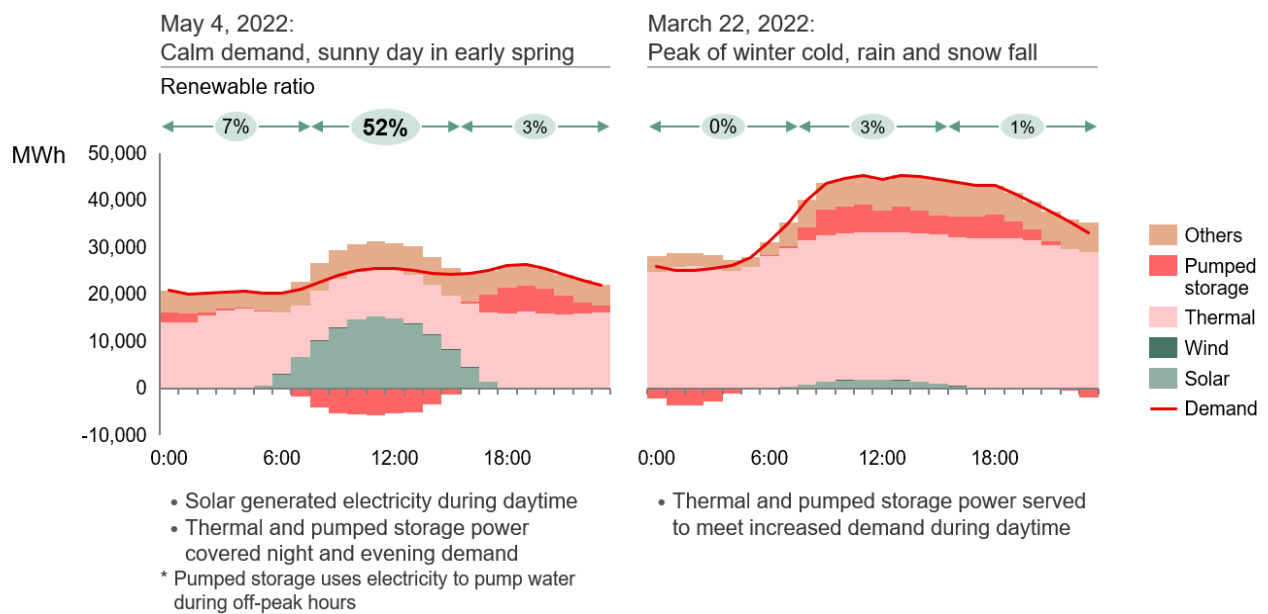 May 4, 2022:
Calm demand, sunny day in early spring
Renewable ratio
7%
52%
3%
March 22, 2022:
Peak of winter cold, rain and snow fall
0%
3%
1%
MWh
50,000
40,000
30,000
20,000
10,000
0
-10,000
0:00
6:00
12:00
18:00
0:00
6:00
12:00
18:00
Others
Pumped
storage
Thermal
Wind
Solar
Demand
• Solar generated electricity during daytime
• Thermal and pumped storage power
covered night and evening demand
* Pumped storage uses electricity to pump water
during off-peak hours
• Thermal and pumped storage power served
to meet increased demand during daytime